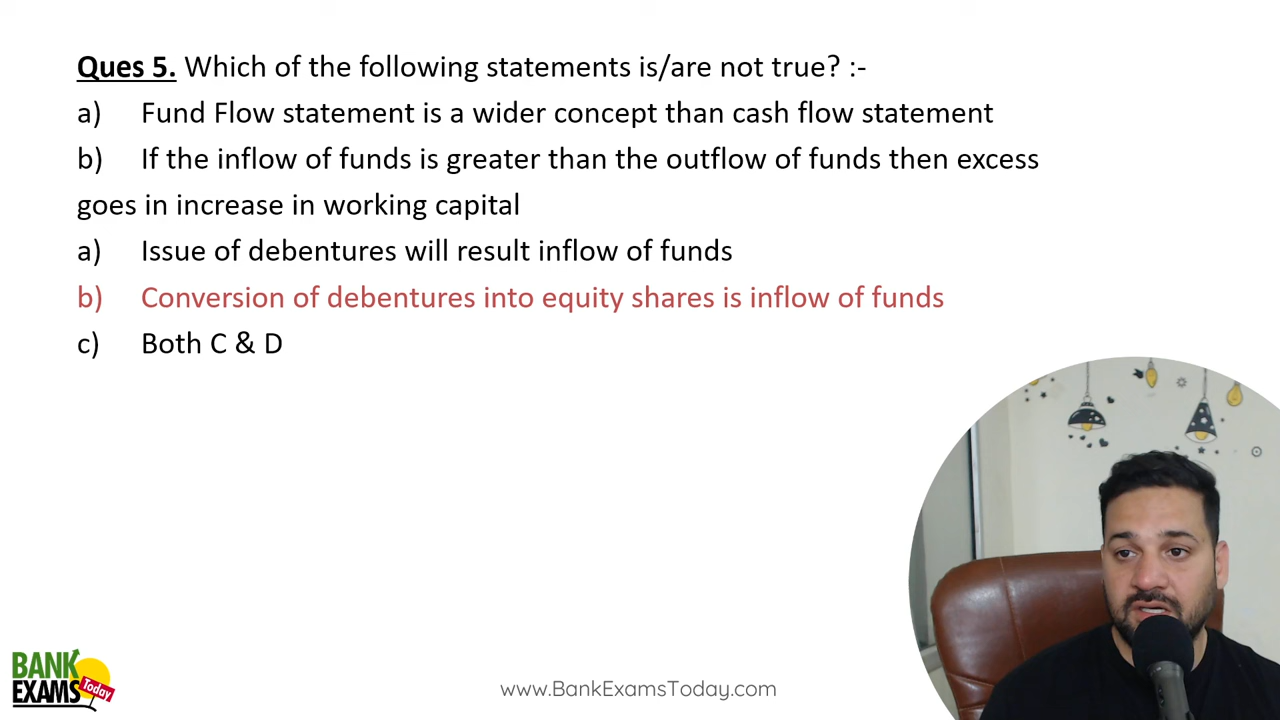 Ques 5. Which of the following statements is/are not true? :-
a) Fund Flow statement is a wider concept than cash flow statement
b) If the inflow of funds is greater than the outflow of funds then excess
goes in increase in working capital
a) Issue of debentures will result inflow of funds
b) Conversion of debentures into equity shares is inflow of funds
c) Both C & D
BANK
EXAMS
Today
www.BankExamsToday.com